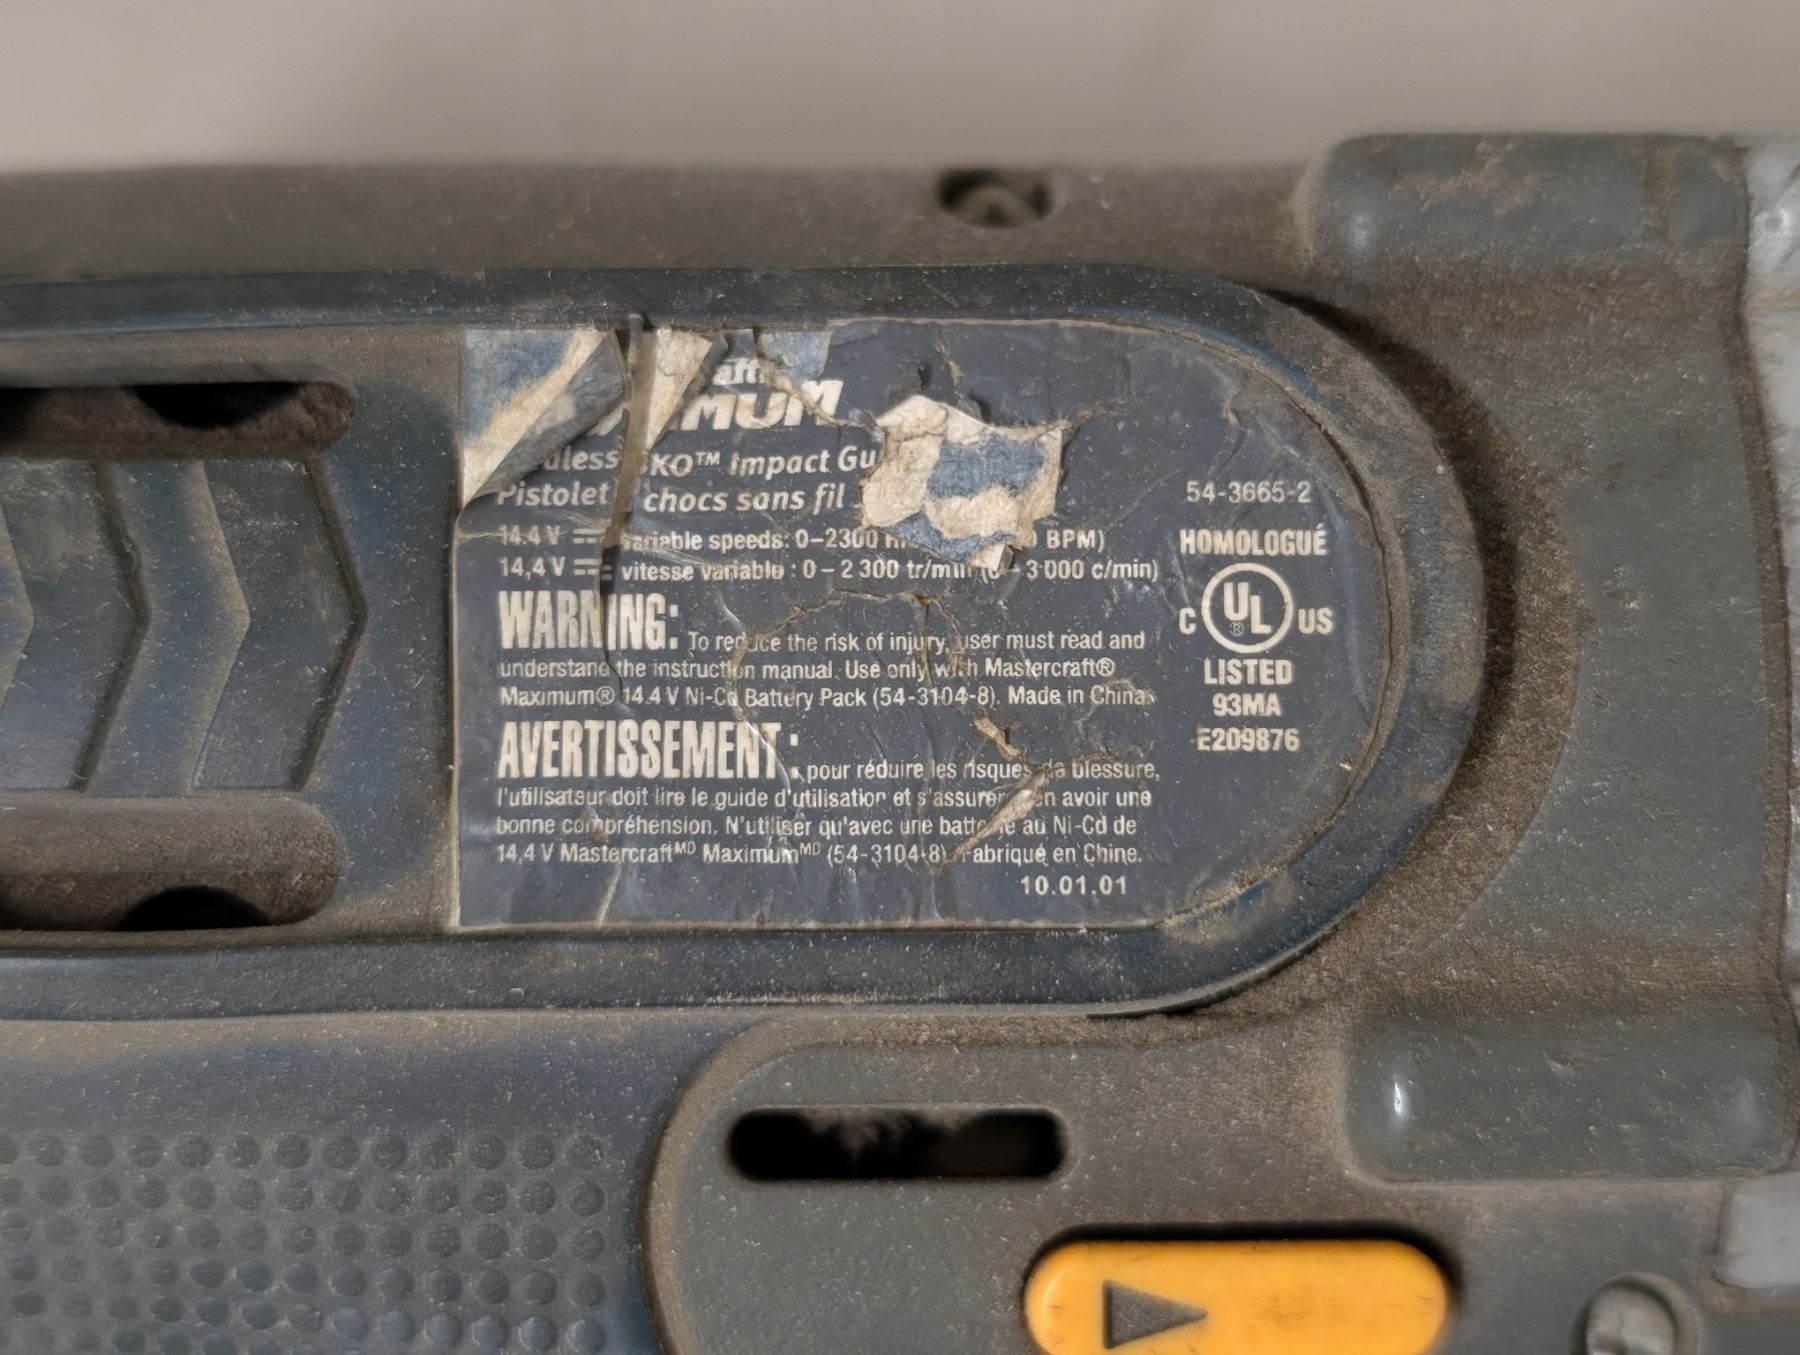 KO™ Impact
Pistolet chocs sans fil
14.4 V variable speeds: 0–2300 BPM)
14,4 V vitesse variable : 0 – 2 300 tr/min – 3 000 c/min)
WARNING: To reduce the risk of injury, user must read and
understand the instruction manual. Use only with Mastercraft®
Maximum® 14.4 V Ni-Cd Battery Pack (54-3104-8). Made in China.
AVERTISSEMENT : pour réduire les risques de blessure,
l'utilisateur doit lire le guide d'utilisation et s'assurer en avoir une
bonne compréhension. N'utiliser qu'avec une batterie au Ni-Cd de
14,4 V Mastercraft MD Maximum MD (54-3104-8). Fabriqué en Chine.
10.01.01
54-3665-2
HOMOLOGUÉ
C UL® US
LISTED
93MA
E209876